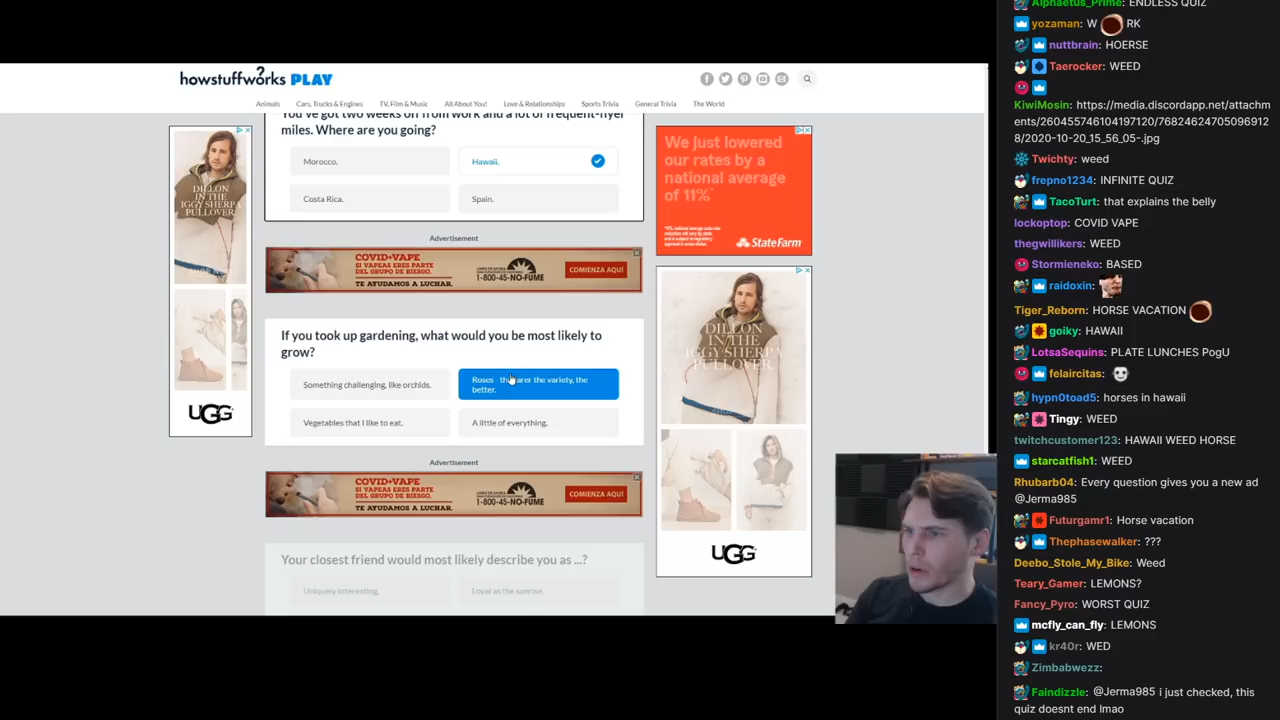 howstuffworks PLAY
Animals
Cars, Trucks & Engines
TV, Film & Music
All About You!
Love & Relationships
Sports Trivia
General Trivia
The World
You've got two weeks off from work and a lot of frequent-flyer
miles. Where are you going?
Morocco.
Hawaii.
Costa Rica.
Spain.
Advertisement
COVID+VAPE
SI VAPEAS ERES PARTE
DEL GRUPO DE RIESGO.
TE AYUDAMOS A LUCHAR.
1-800-45-NO-FUME
COMIENZA AQUÍ
If you took up gardening, what would you be most likely to
grow?
Something challenging, like orchids.
Roses - the rarer the variety, the
better.
Vegetables that I like to eat.
A little of everything.
Advertisement
COVID+VAPE
SI VAPEAS ERES PARTE
DEL GRUPO DE RIESGO.
TE AYUDAMOS A LUCHAR.
1-800-45-NO-FUME
COMIENZA AQUÍ
Your closest friend would most likely describe you as ...?
Uniquely interesting.
Loyal as the sunrise.
DILLON
IN THE
IGGY SHERPA
PULLOVER
UGG
We just lowered
our rates by a
national average
of 11%*
StateFarm
DILLON
IN THE
IGGY SHERPA
PULLOVER
UGG
Alphaetus_Prime: ENDLESS QUIZ
yozaman: W RK
nuttbrain: HOERSE
Taerocker: WEED
KiwiMosin: https://media.discordapp.net/attachm
ents/260455746104197120/76824624705096912
8/2020-10-20_15_56_05-.jpg
Twichty: weed
frepno1234: INFINITE QUIZ
TacoTurt: that explains the belly
lockoptop: COVID VAPE
thegwillikers: WEED
Stormieneko: BASED
raidoxin:
Tiger_Reborn: HORSE VACATION
goiky: HAWAII
LotsaSequins: PLATE LUNCHES PogU
felaircitas:
hypn0toad5: horses in hawaii
Tingy: WEED
twitchcustomer123: HAWAII WEED HORSE
starcatfish1: WEED
Rhubarb04: Every question gives you a new ad
@Jerma985
Futurgamr1: Horse vacation
Thephasewalker: ???
Deebo_Stole_My_Bike: Weed
Teary_Gamer: LEMONS?
Fancy_Pyro: WORST QUIZ
mcfly_can_fly: LEMONS
kr40r: WED
Zimbabwezz:
Faindizzle: @Jerma985 i just checked, this
quiz doesnt end lmao